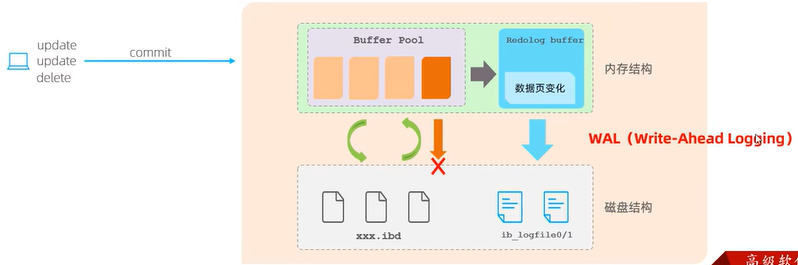 update
update
delete
commit
Buffer Pool
Redolog buffer
数据页变化
内存结构
WAL（Write-Ahead Logging）
xxx.ibd
ib_logfile0/1
磁盘结构
高级软